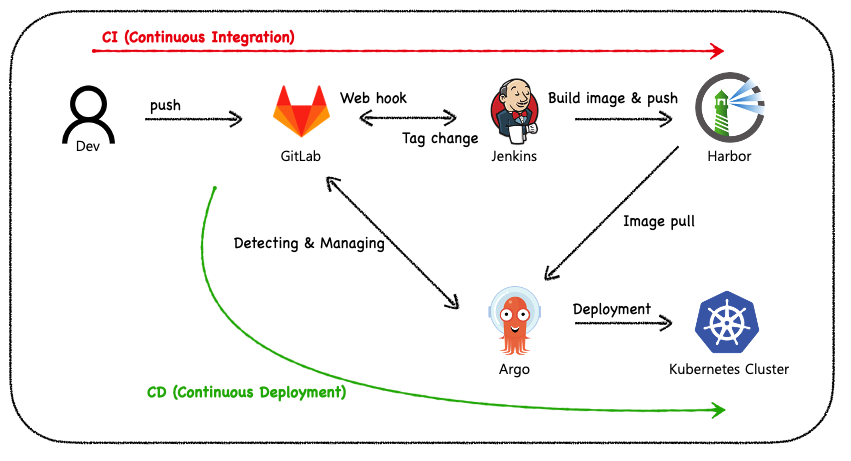 CI (Continuous Integration)
push
Web hook
Build image & push
Tag change
Dev
GitLab
Jenkins
Harbor
Image pull
Detecting & Managing
Deployment
Argo
Kubernetes Cluster
CD (Continuous Deployment)